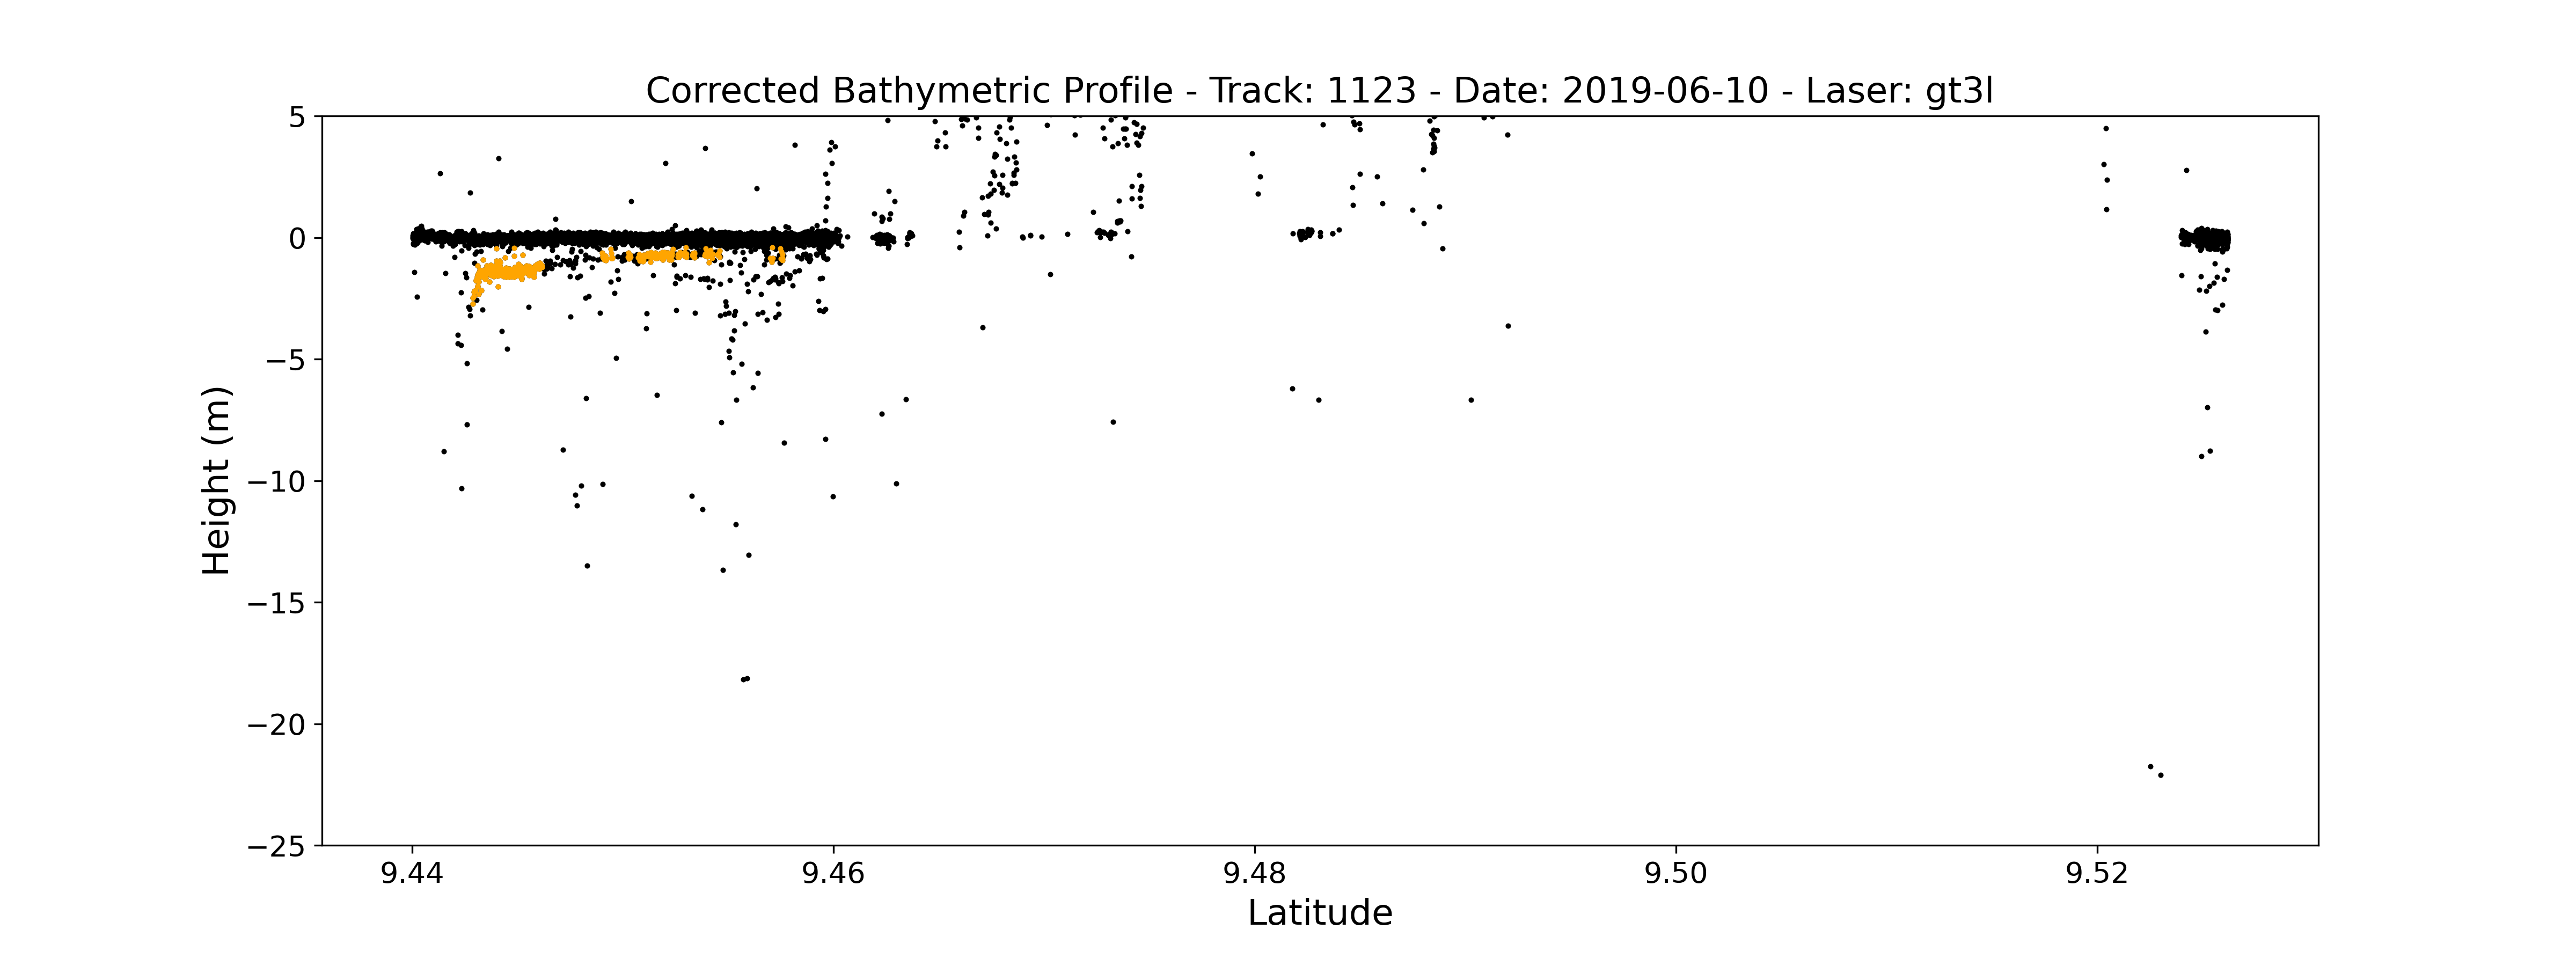 Corrected Bathymetric Profile - Track: 1123 - Date: 2019-06-10 - Laser: gt3l
5
0
−5
−10
−15
−20
−25
Height (m)
9.44 9.46 9.48 9.50 9.52
Latitude